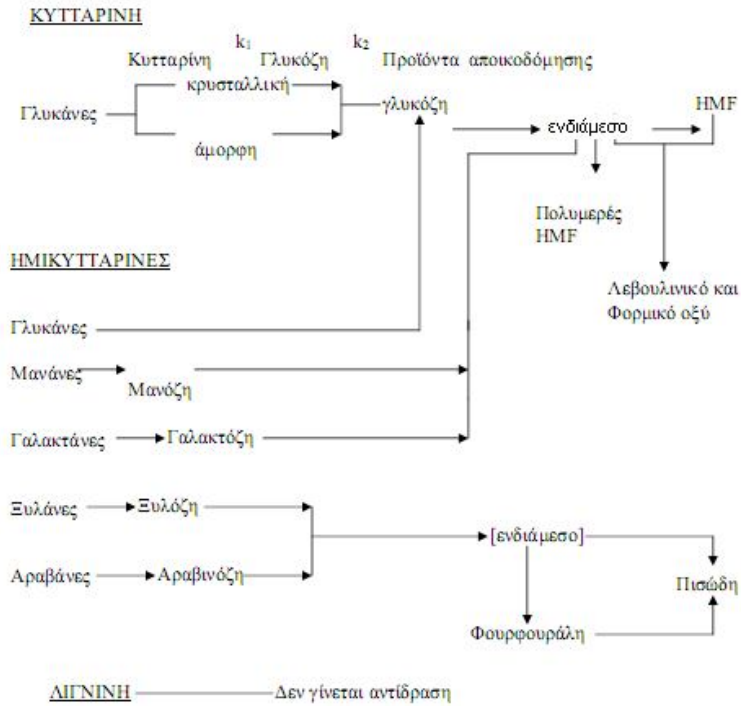 ΚΥΤΤΑΡΙΝΗ
k₁ k₂
Κυτταρίνη Γλυκόζη Προϊόντα αποικοδόμησης
κρυσταλλική
Γλυκάνες γλυκόζη HMF
ενδιάμεσο
άμορφη
Πολυμερές
HMF
ΗΜΙΚΥΤΤΑΡΙΝΕΣ
Λεβουλινικό και
Φορμικό οξύ
Γλυκάνες
Μανάνες Μανόζη
Γαλακτάνες Γαλακτόζη
Ξυλάνες Ξυλόζη
[ενδιάμεσο]
Αραβάνες Αραβινόζη Πισώδη
Φουρφουράλη
ΛΙΓΝΙΝΗ Δεν γίνεται αντίδραση